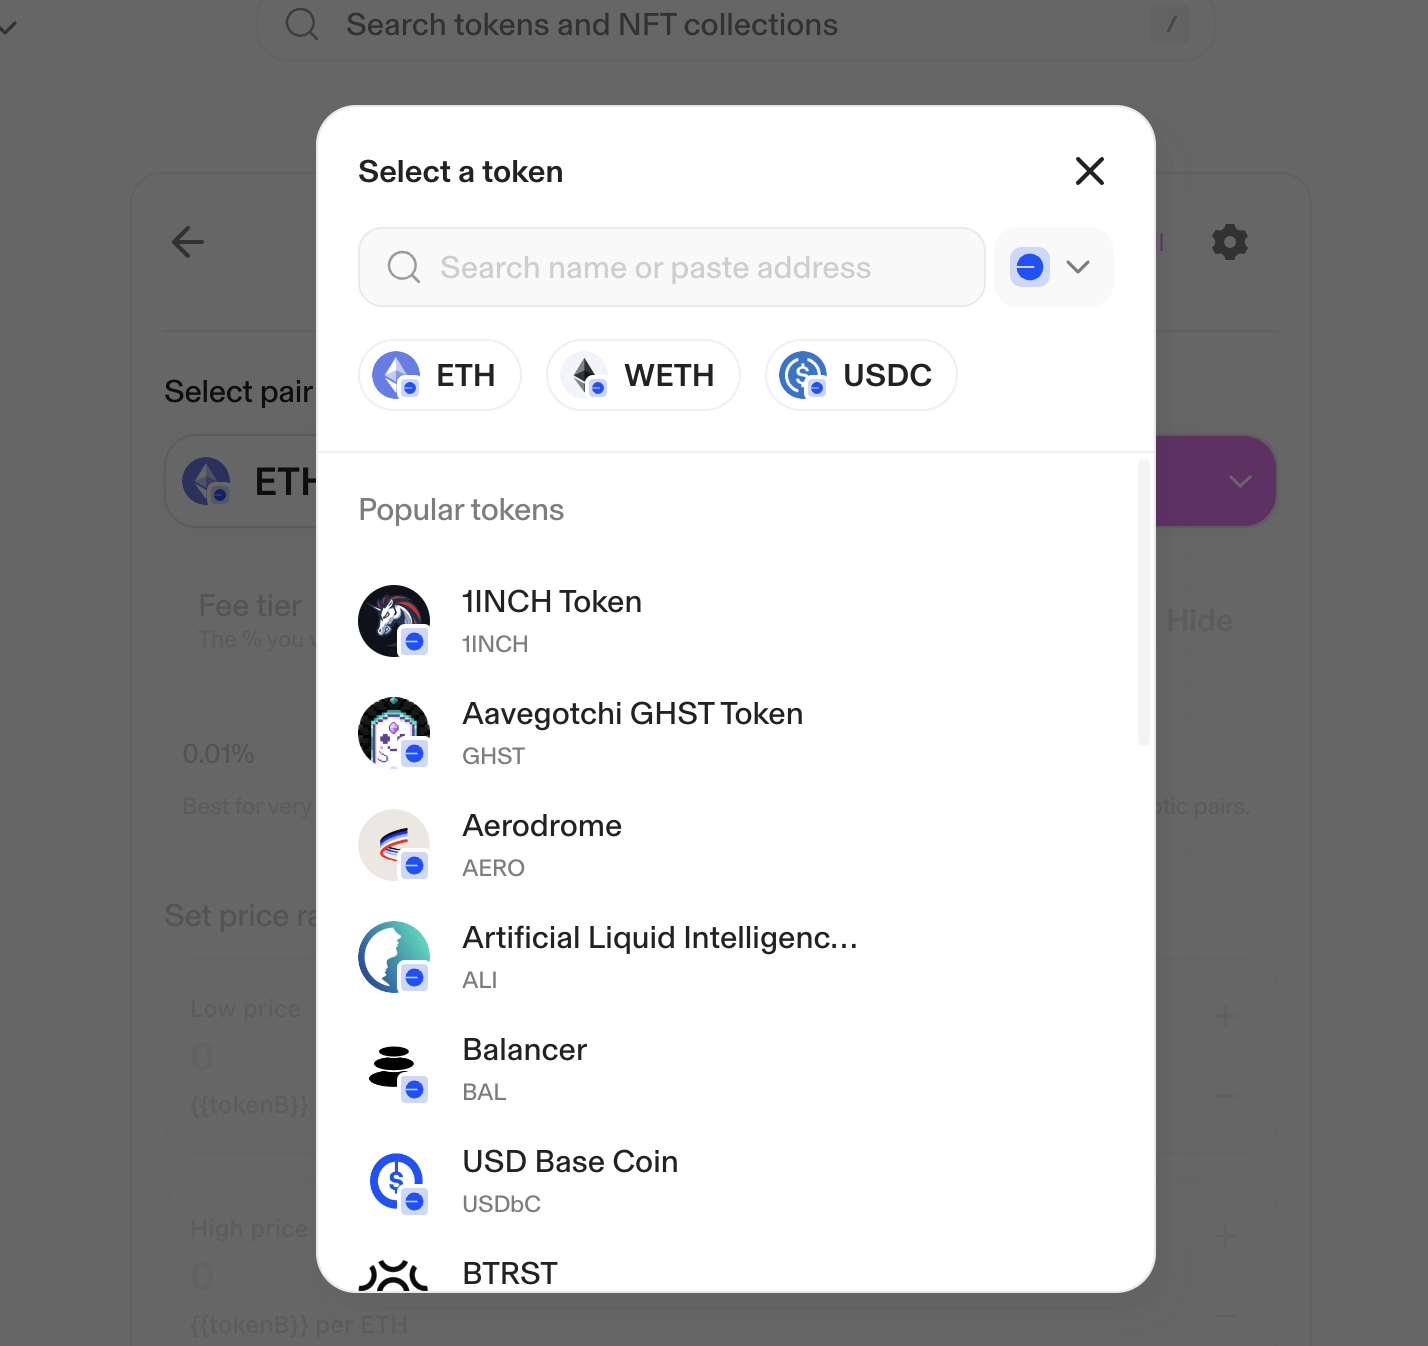 Search tokens and NFT collections
/
Select a token
Search name or paste address
ETH
WETH
USDC
Select pair
ETH
Popular tokens
Fee tier
The % you
Hide
1INCH Token
1INCH
Aavegotchi GHST Token
GHST
0.01%
Best for very
pairs.
Aerodrome
AERO
Set price
Artificial Liquid Intelligenc...
ALI
Low price
0
{{tokenB}}
Balancer
BAL
USD Base Coin
USDbC
High price
0
{{tokenB}} per ETH
BTRST